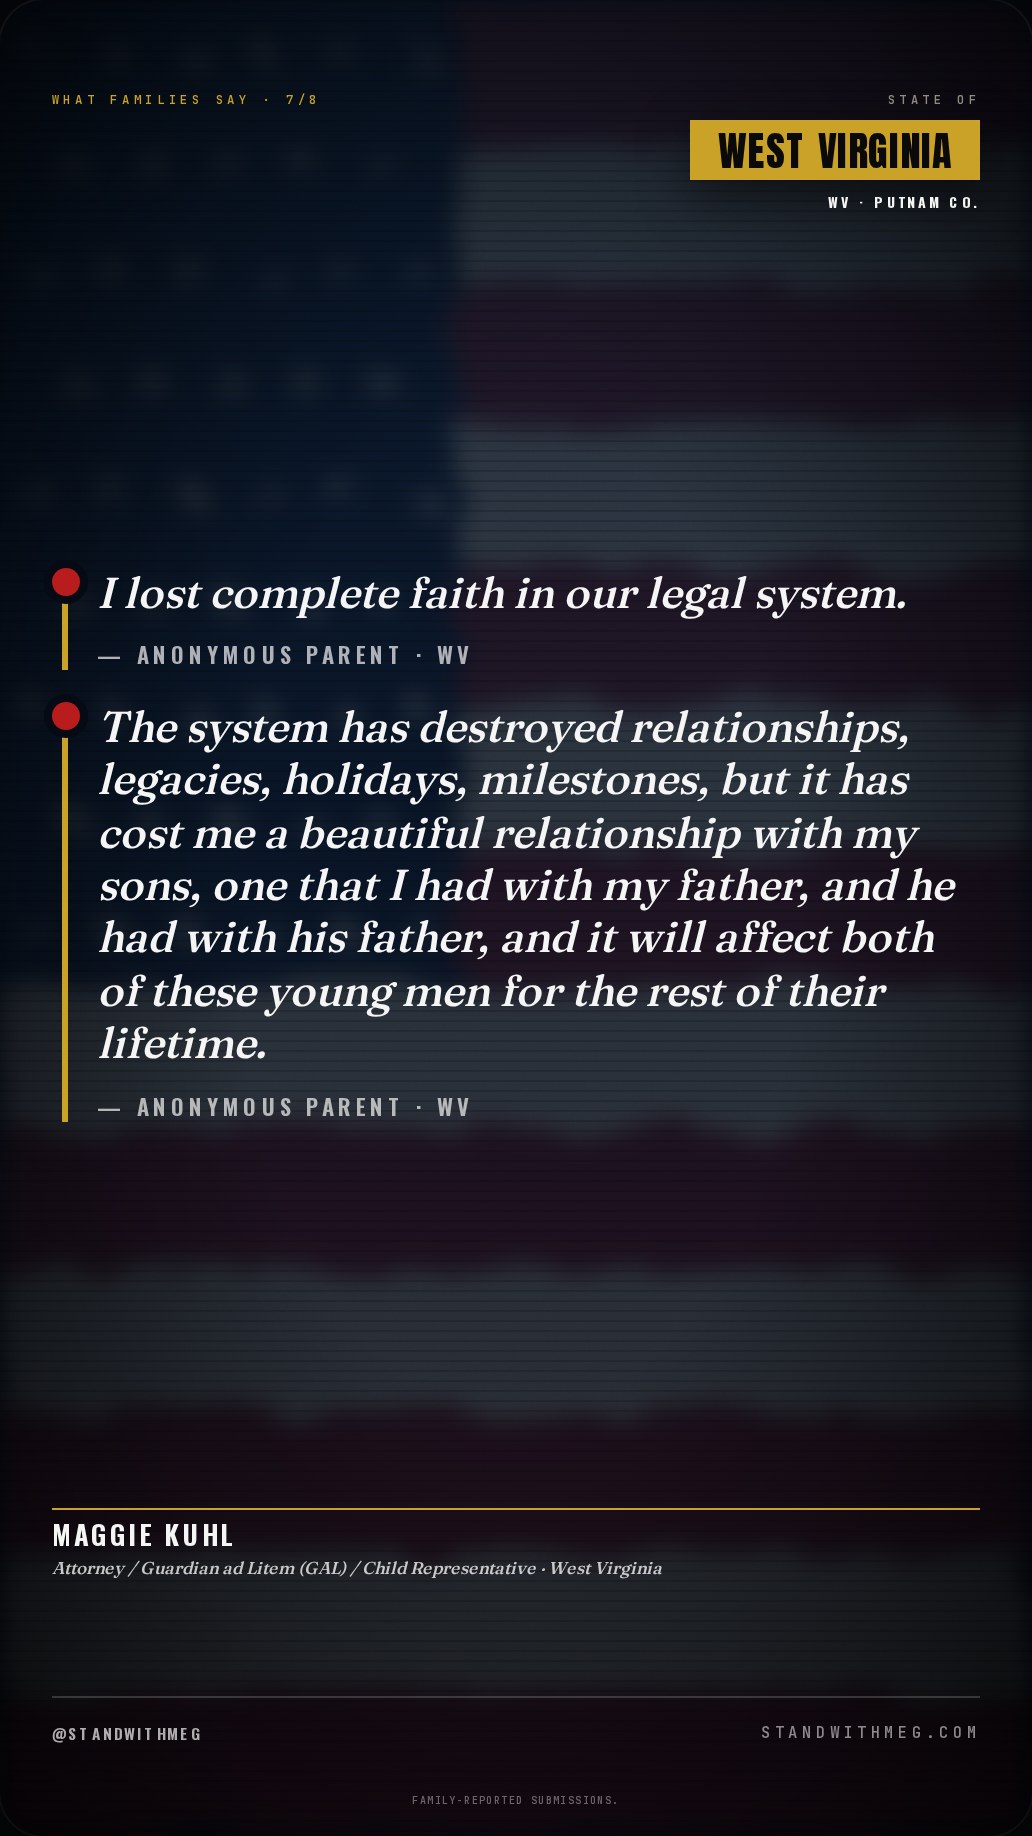 WHAT FAMILIES SAY · 7/8
STATE OF
WEST VIRGINIA
WV · PUTNAM CO.
I lost complete faith in our legal system.
— ANONYMOUS PARENT · WV
The system has destroyed relationships,
legacies, holidays, milestones, but it has
cost me a beautiful relationship with my
sons, one that I had with my father, and he
had with his father, and it will affect both
of these young men for the rest of their
lifetime.
— ANONYMOUS PARENT · WV
MAGGIE KUHL
Attorney / Guardian ad Litem (GAL) / Child Representative · West Virginia
@STANDWITHMEG
STANDWITHMEG.COM
FAMILY-REPORTED SUBMISSIONS.